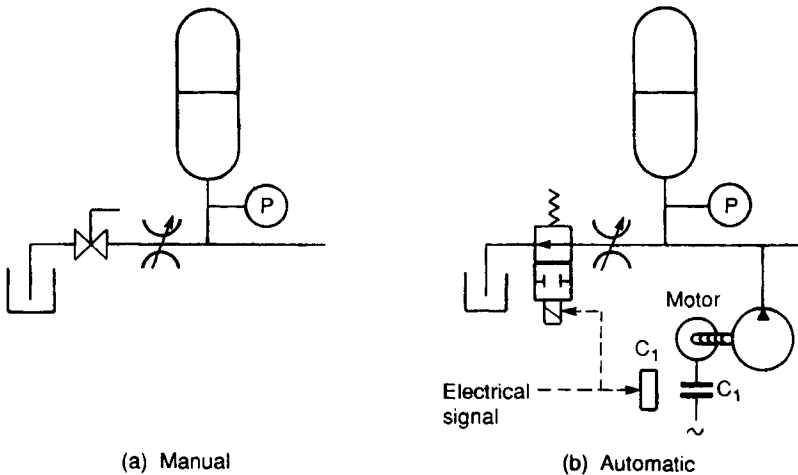 P
(a) Manual
P
Motor
C1
C1
Electrical
signal
~
(b) Automatic